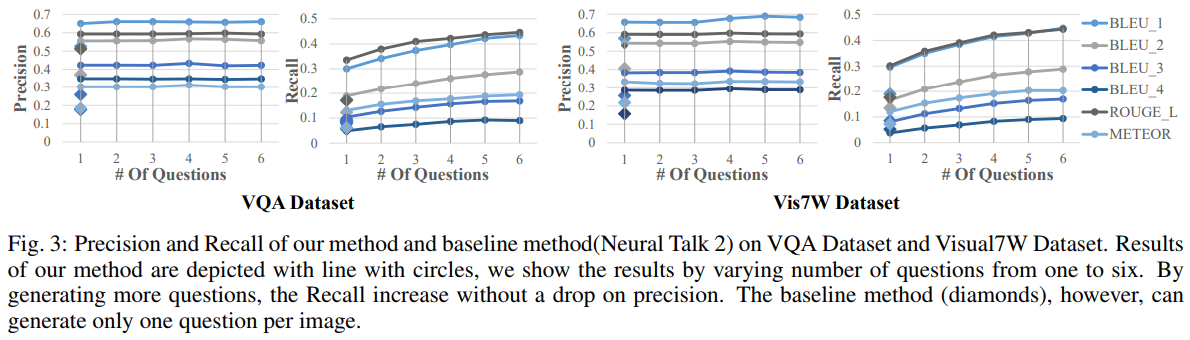 0.7
0.6
0.5
0.4
0.3
0.2
0.1
0
Precision
1 2 3 4 5 6
# Of Questions
0.5
0.4
0.3
0.2
0.1
0
Recall
1 2 3 4 5 6
# Of Questions
VQA Dataset
0.7
0.6
0.5
0.4
0.3
0.2
0.1
0
Precision
1 2 3 4 5 6
# Of Questions
0.5
0.4
0.3
0.2
0.1
0
Recall
1 2 3 4 5 6
# Of Questions
Vis7W Dataset
BLEU_1
BLEU_2
BLEU_3
BLEU_4
ROUGE_L
METEOR
Fig. 3: Precision and Recall of our method and baseline method(Neural Talk 2) on VQA Dataset and Visual7W Dataset. Results
of our method are depicted with line with circles, we show the results by varying number of questions from one to six. By
generating more questions, the Recall increase without a drop on precision. The baseline method (diamonds), however, can
generate only one question per image.